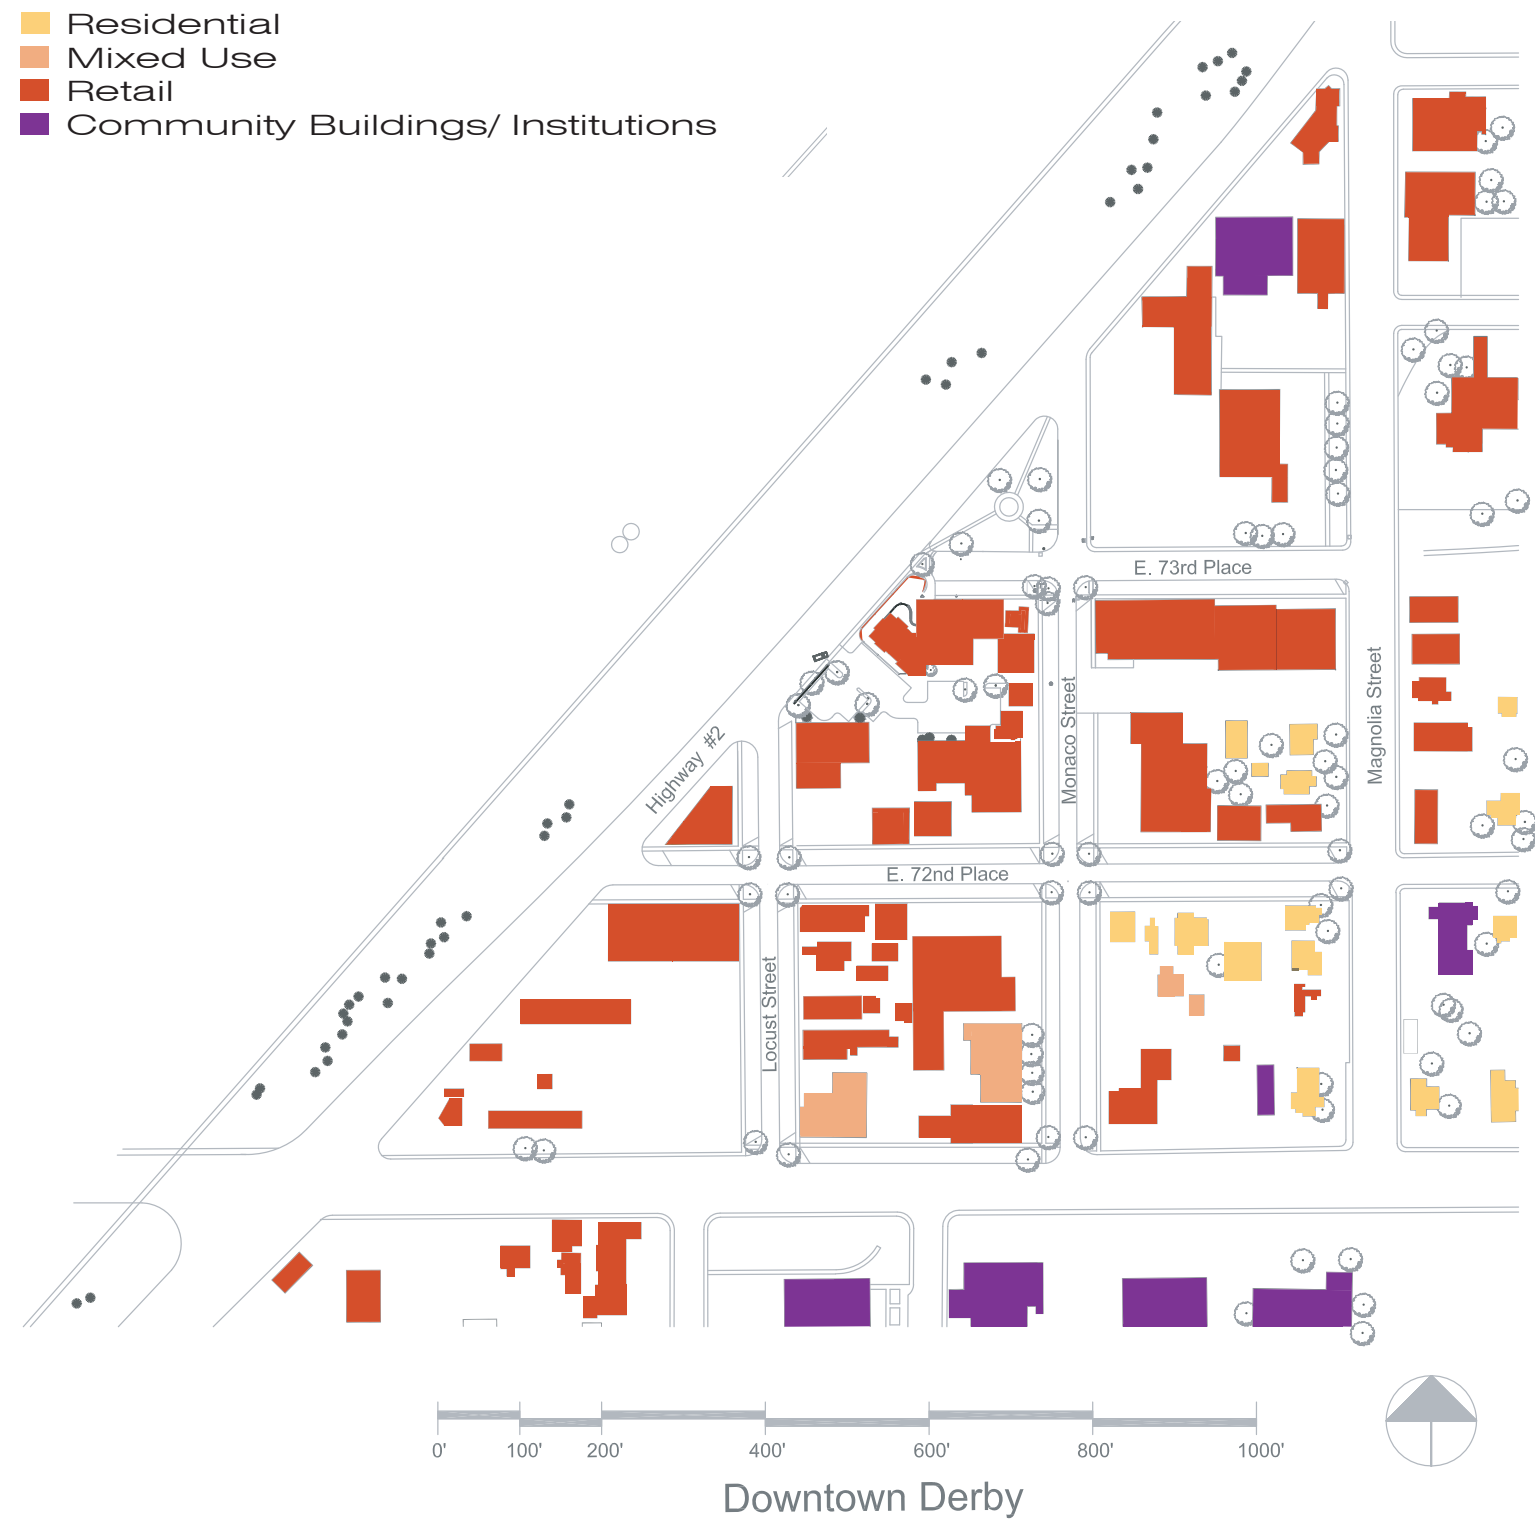 Residential
Mixed Use
Retail
Community Buildings/ Institutions
E. 73rd Place
Magnolia Street
Monaco Street
Highway #2
E. 72nd Place
Locust Street
0' 100' 200' 400' 600' 800' 1000'
Downtown Derby